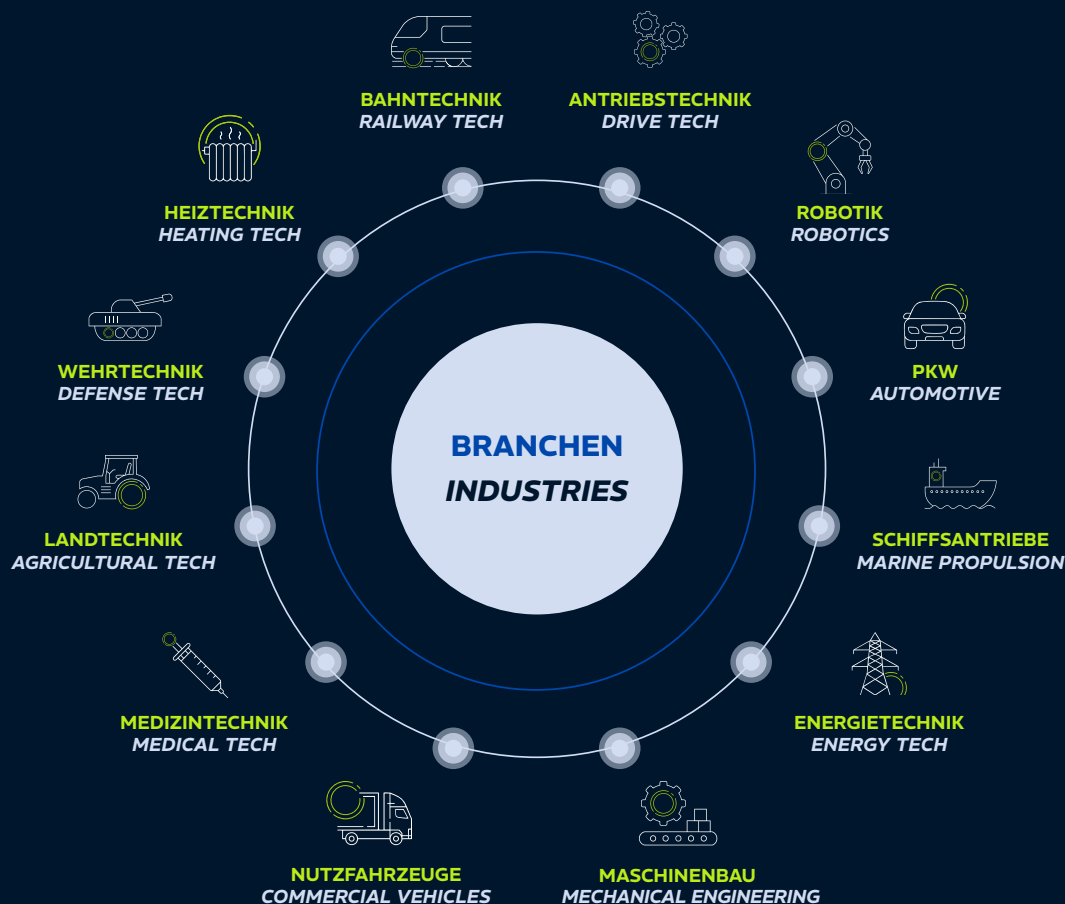 BAHNTECHNIK
RAILWAY TECH
ANTRIEBSTECHNIK
DRIVE TECH
HEIZTECHNIK
HEATING TECH
ROBOTIK
ROBOTICS
WEHRTECHNIK
DEFENSE TECH
PKW
AUTOMOTIVE
BRANCHEN
INDUSTRIES
LANDTECHNIK
AGRICULTURAL TECH
SCHIFFSANTRIEBE
MARINE PROPULSION
MEDIZINTECHNIK
MEDICAL TECH
ENERGIETECHNIK
ENERGY TECH
NUTZFAHRZEUGE
COMMERCIAL VEHICLES
MASCHINENBAU
MECHANICAL ENGINEERING